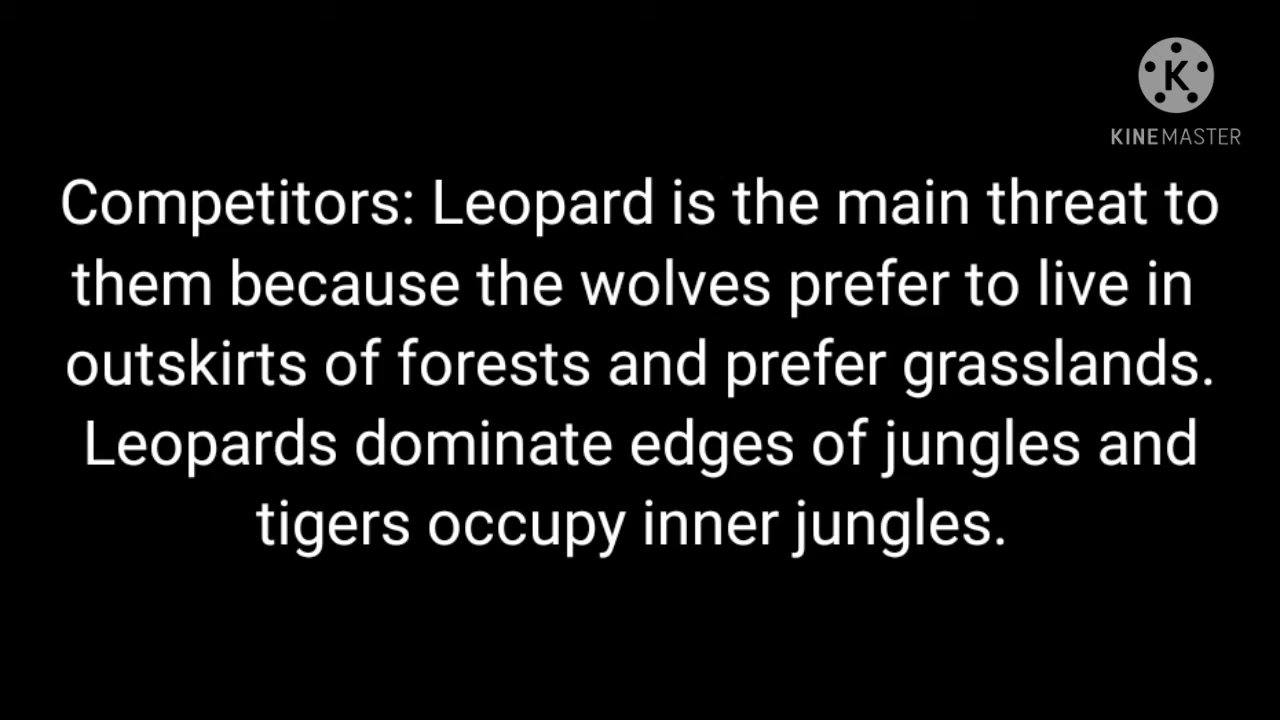 K
KINEMASTER
Competitors: Leopard is the main threat to
them because the wolves prefer to live in
outskirts of forests and prefer grasslands.
Leopards dominate edges of jungles and
tigers occupy inner jungles.